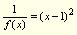 1/f(x) = (x−1)²